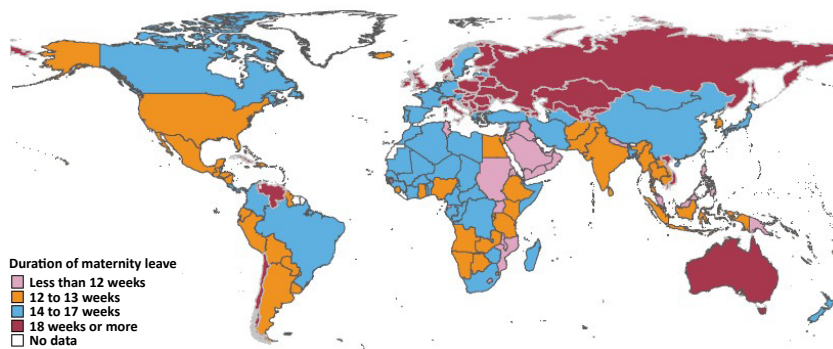 Duration of maternity leave
Less than 12 weeks
12 to 13 weeks
14 to 17 weeks
18 weeks or more
No data